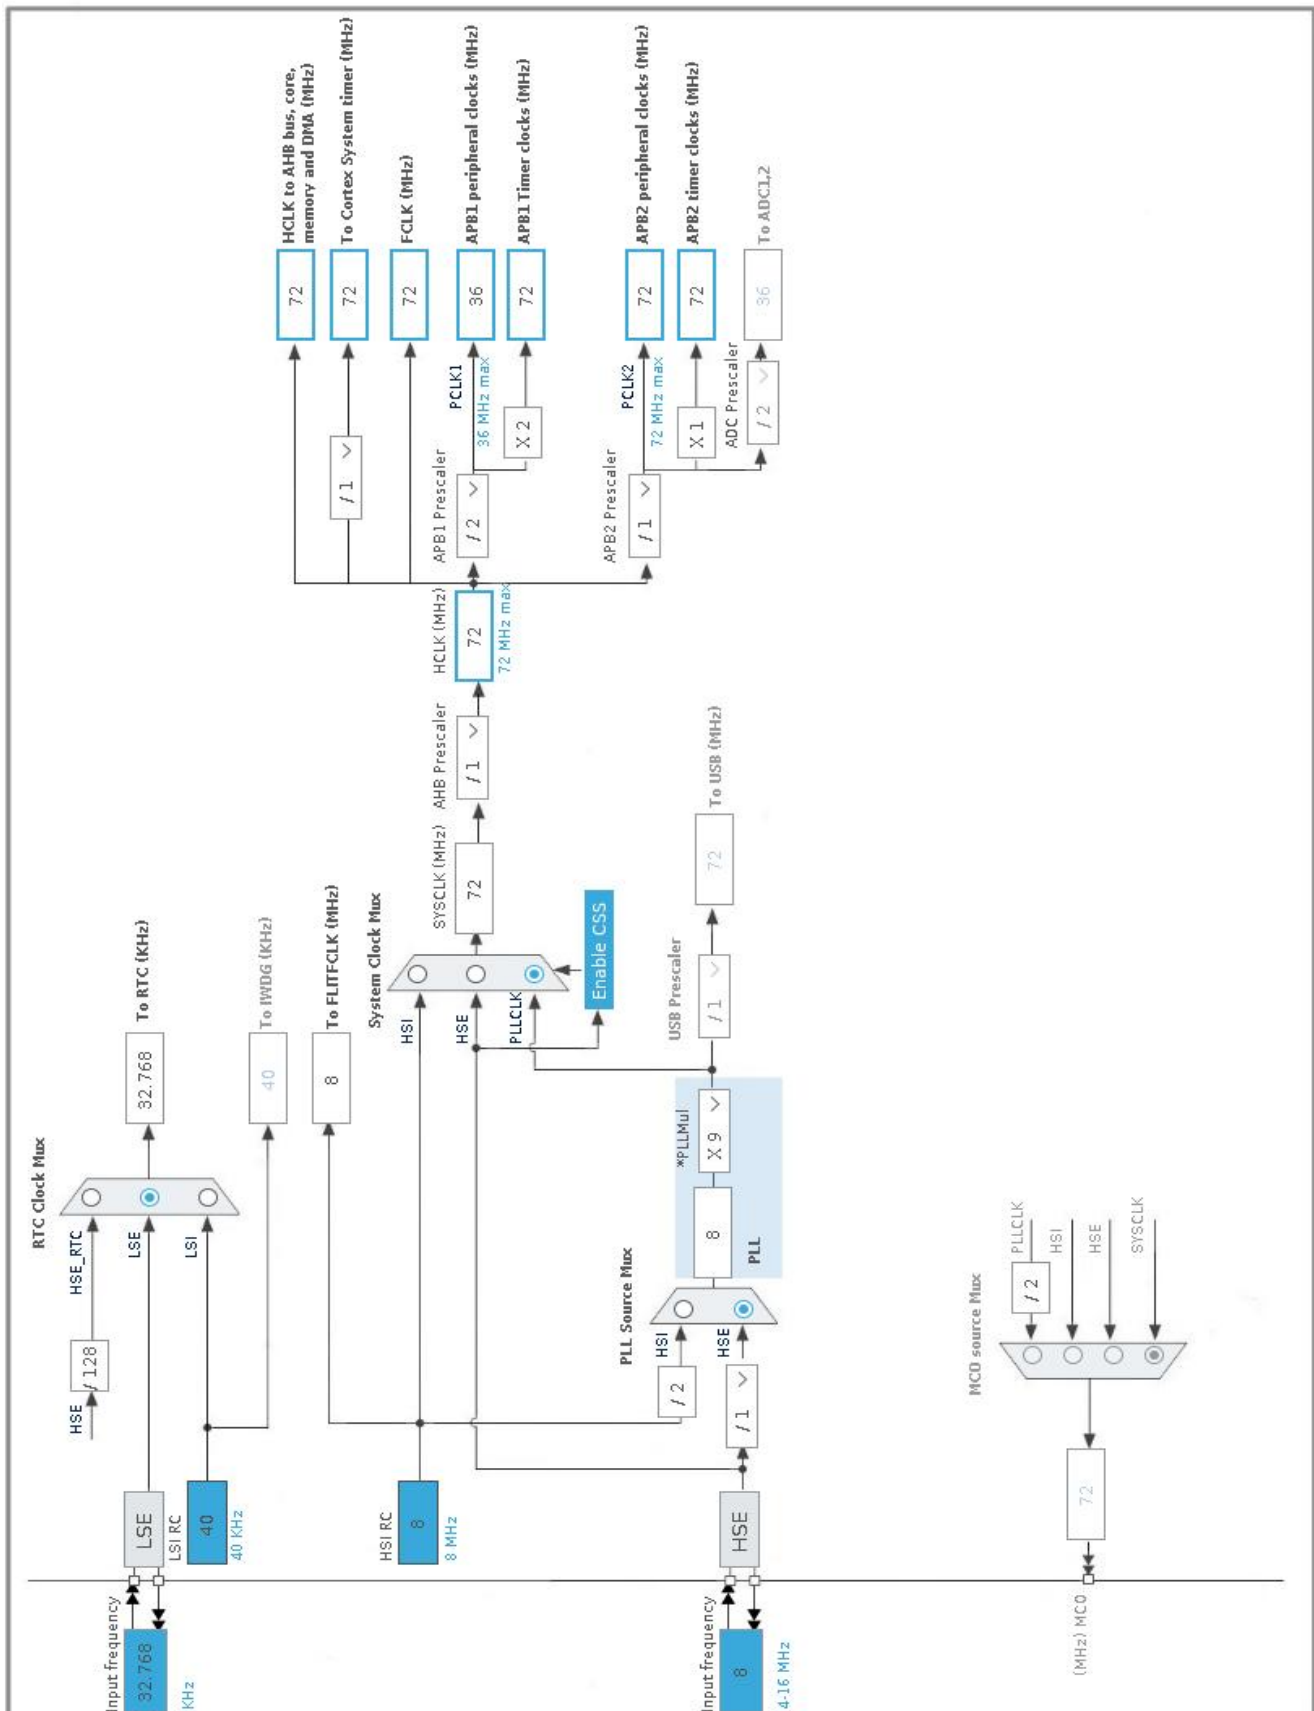 RTC Clock Mux
HSE
/ 128
HSE_RTC
LSE
LSI
32.768
To RTC (KHz)
Input frequency
32.768
KHz
LSE
LSI RC
40
40 KHz
40
To IWDG (KHz)
8
To FLITFCLK (MHz)
HSI RC
8
8 MHz
System Clock Mux
HSI
HSE
PLLCLK
Enable CSS
SYSCLK (MHz)
72
AHB Prescaler
/ 1
HCLK (MHz)
72
72 MHz max
72
HCLK to AHB bus, core,
memory and DMA (MHz)
/ 1
72
To Cortex System timer (MHz)
72
FCLK (MHz)
APB1 Prescaler
/ 2
PCLK1
36 MHz max
36
APB1 peripheral clocks (MHz)
X 2
72
APB1 Timer clocks (MHz)
APB2 Prescaler
/ 1
PCLK2
72 MHz max
72
APB2 peripheral clocks (MHz)
X 1
72
APB2 timer clocks (MHz)
ADC Prescaler
/ 2
36
To ADC1,2
PLL Source Mux
/ 2
HSI
HSE
/ 1
Input frequency
8
4-16 MHz
HSE
8
*PLLMul
X 9
PLL
USB Prescaler
/ 1
72
To USB (MHz)
MCO source Mux
/ 2
PLLCLK
HSI
HSE
SYSCLK
72
(MHz) MCO